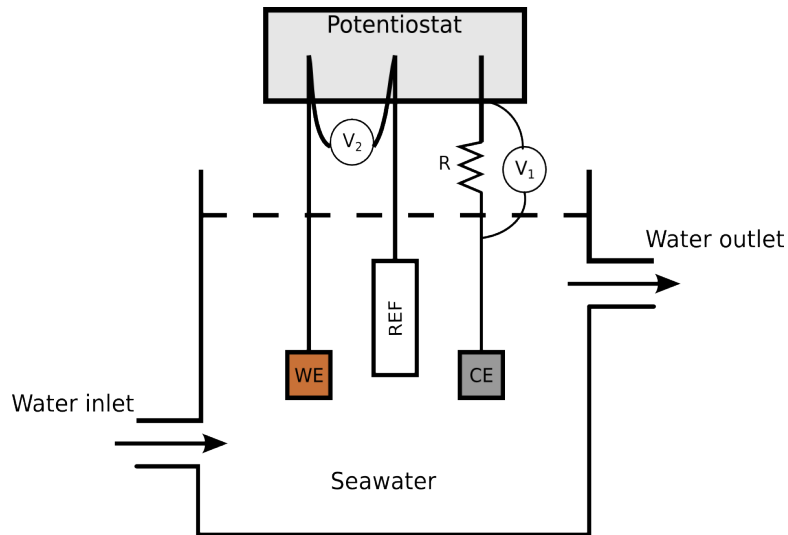 Potentiostat
V₂
R
V₁
Water outlet
REF
WE
CE
Water inlet
Seawater